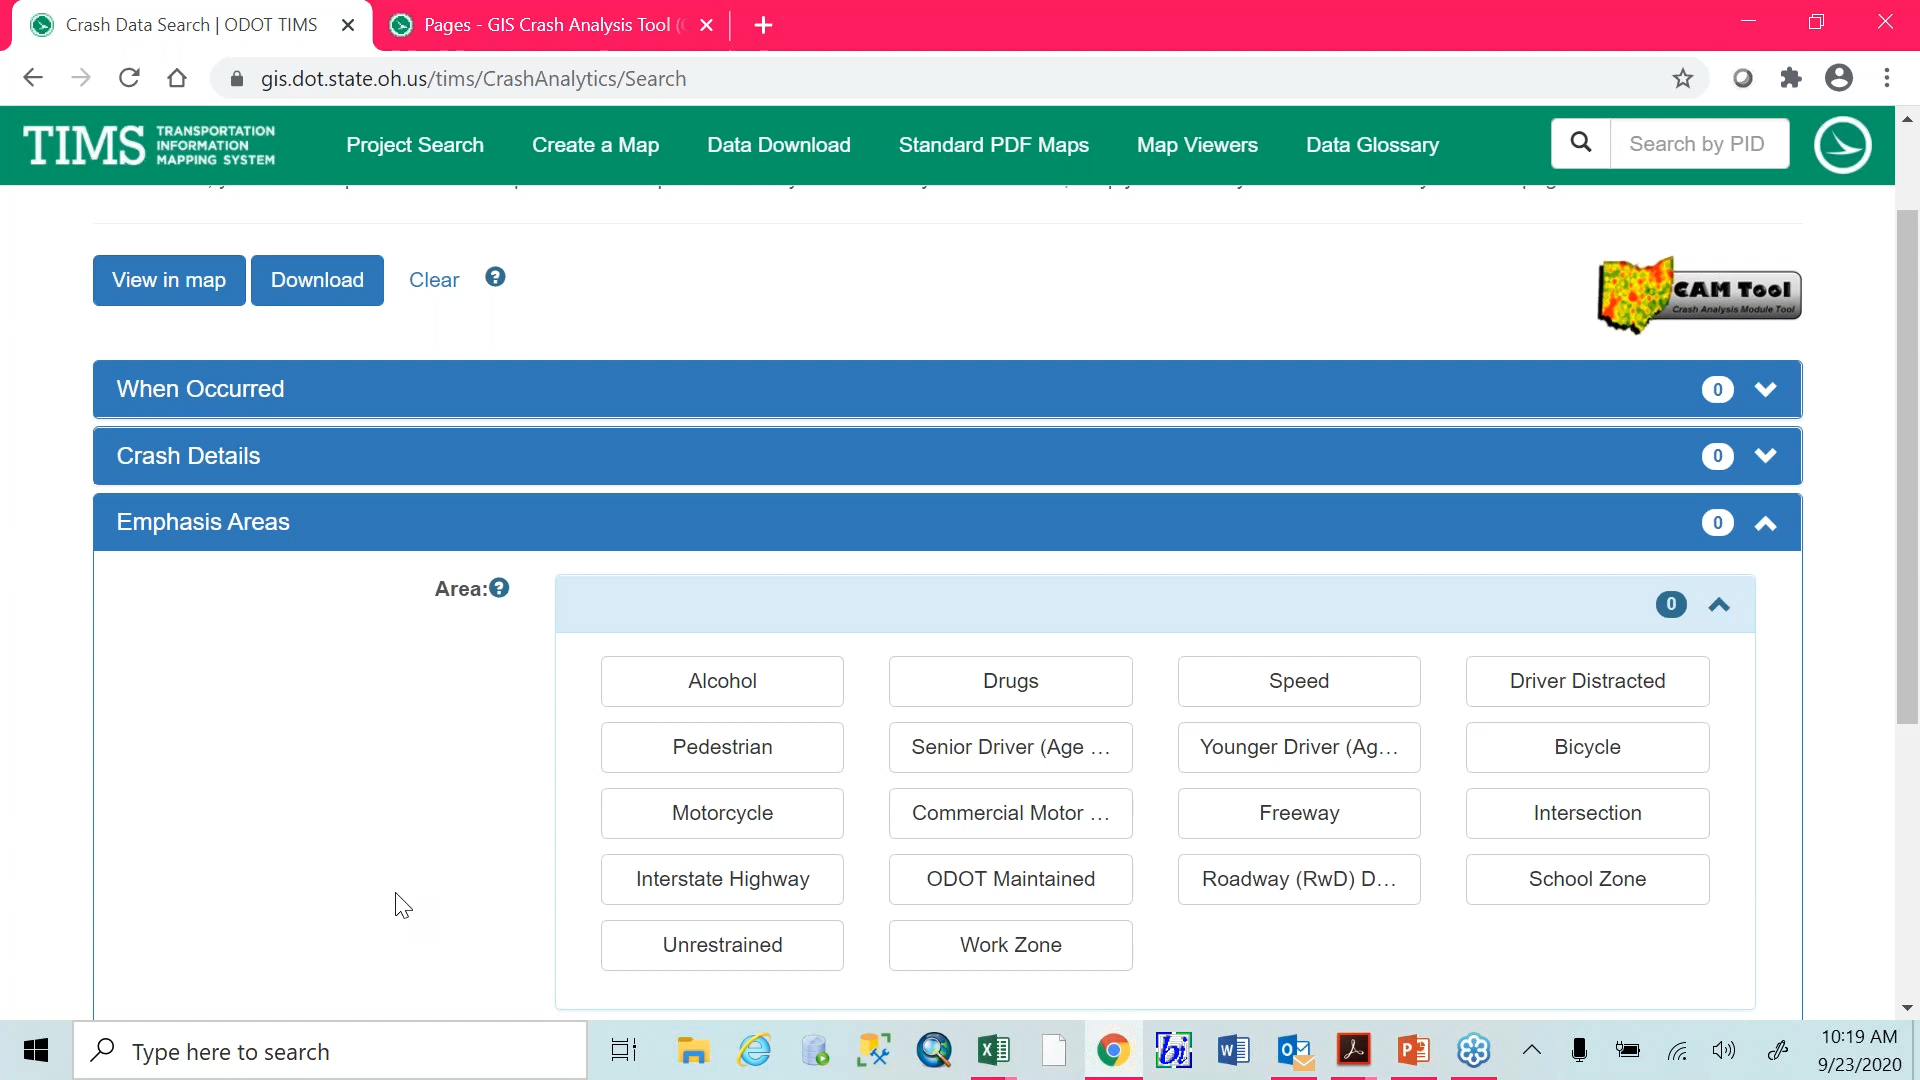 Crash Data Search | ODOT TIMS
Pages - GIS Crash Analysis Tool (
gis.dot.state.oh.us/tims/CrashAnalytics/Search
TIMS TRANSPORTATION INFORMATION MAPPING SYSTEM
Project Search
Create a Map
Data Download
Standard PDF Maps
Map Viewers
Data Glossary
Search by PID
View in map
Download
Clear
?
CAM Tool
Crash Analysis Module Tool
When Occurred 0
Crash Details 0
Emphasis Areas 0
Area: ?
0
Alcohol
Drugs
Speed
Driver Distracted
Pedestrian
Senior Driver (Age ...
Younger Driver (Ag...
Bicycle
Motorcycle
Commercial Motor ...
Freeway
Intersection
Interstate Highway
ODOT Maintained
Roadway (RwD) D...
School Zone
Unrestrained
Work Zone
Type here to search
bi
10:19 AM
9/23/2020